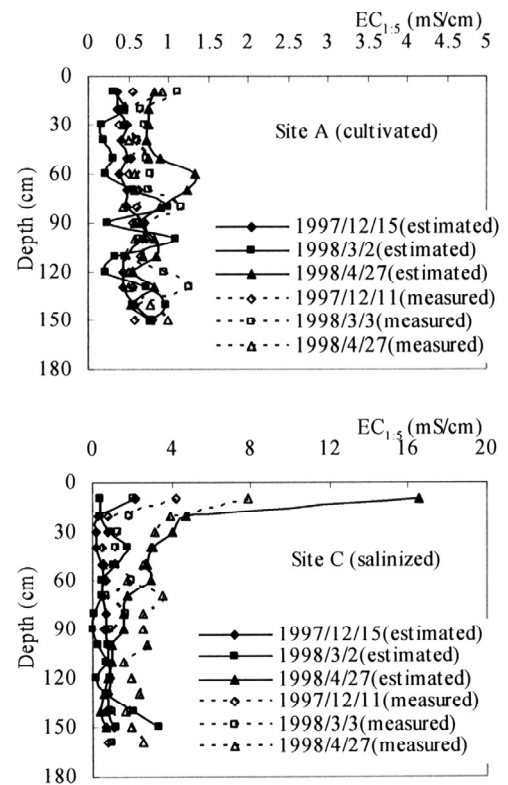 EC1:5 (mS/cm)
0 0.5 1 1.5 2 2.5 3 3.5 4 4.5 5
0
30
60
90
120
150
180
Depth (cm)
Site A (cultivated)
1997/12/15(estimated)
1998/3/2(estimated)
1998/4/27(estimated)
1997/12/11(measured)
1998/3/3(measured)
1998/4/27(measured)
EC1:5 (mS/cm)
0 4 8 12 16 20
0
30
60
90
120
150
180
Depth (cm)
Site C (salinized)
1997/12/15(estimated)
1998/3/2(estimated)
1998/4/27(estimated)
1997/12/11(measured)
1998/3/3(measured)
1998/4/27(measured)